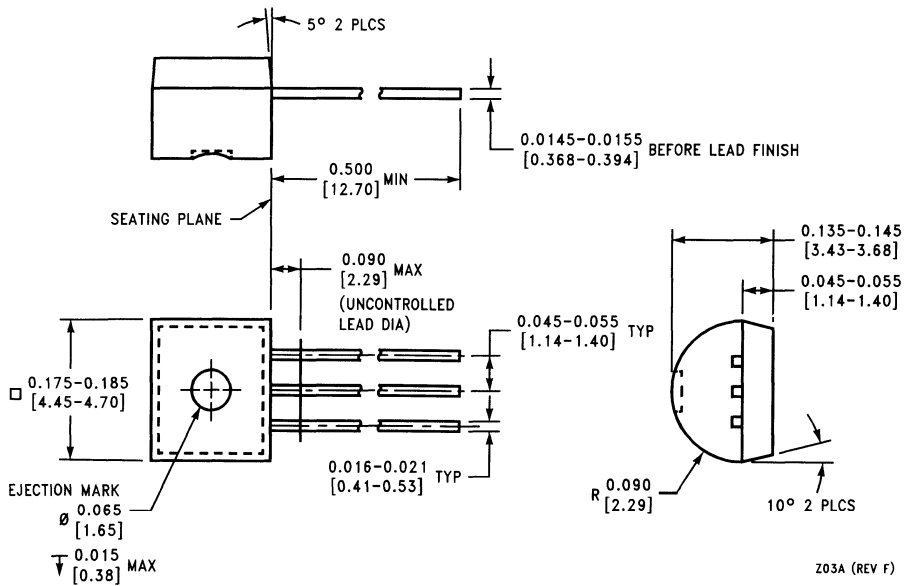 5° 2 PLCS
0.0145-0.0155
[0.368-0.394] BEFORE LEAD FINISH
0.500
[12.70] MIN
SEATING PLANE
0.090
[2.29] MAX
(UNCONTROLLED
LEAD DIA)
0.045-0.055
[1.14-1.40] TYP
0.135-0.145
[3.43-3.68]
0.045-0.055
[1.14-1.40]
□ 0.175-0.185
[4.45-4.70]
0.016-0.021
[0.41-0.53] TYP
EJECTION MARK
Ø 0.065
[1.65]
↧ 0.015
[0.38] MAX
R 0.090
[2.29]
10° 2 PLCS
Z03A (REV F)